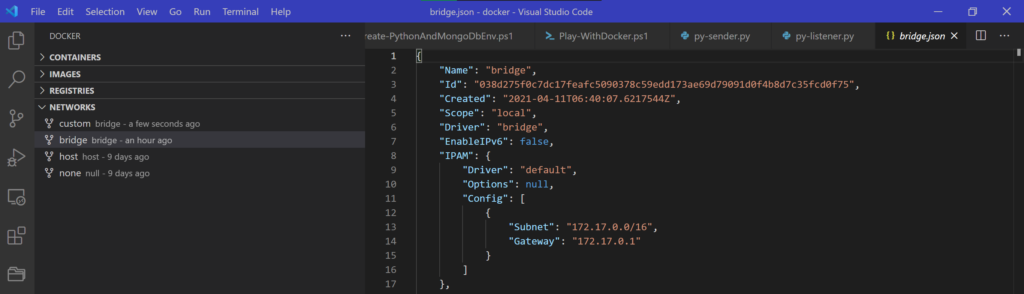 File Edit Selection View Go Run Terminal Help bridge.json - docker - Visual Studio Code
DOCKER
CONTAINERS
IMAGES
REGISTRIES
NETWORKS
custom bridge - a few seconds ago
bridge bridge - an hour ago
host host - 9 days ago
none null - 9 days ago
reate-PythonAndMongoDbEnv.ps1 Play-WithDocker.ps1 py-sender.py py-listener.py {} bridge.json
1 {
2 "Name": "bridge",
3 "Id": "038d275f0c7dc17feafc5090378c59edd173ae69d79091d0f4b8d7c35fcd0f75",
4 "Created": "2021-04-11T06:40:07.6217544Z",
5 "Scope": "local",
6 "Driver": "bridge",
7 "EnableIPv6": false,
8 "IPAM": {
9 "Driver": "default",
10 "Options": null,
11 "Config": [
12 {
13 "Subnet": "172.17.0.0/16",
14 "Gateway": "172.17.0.1"
15 }
16 ]
17 },